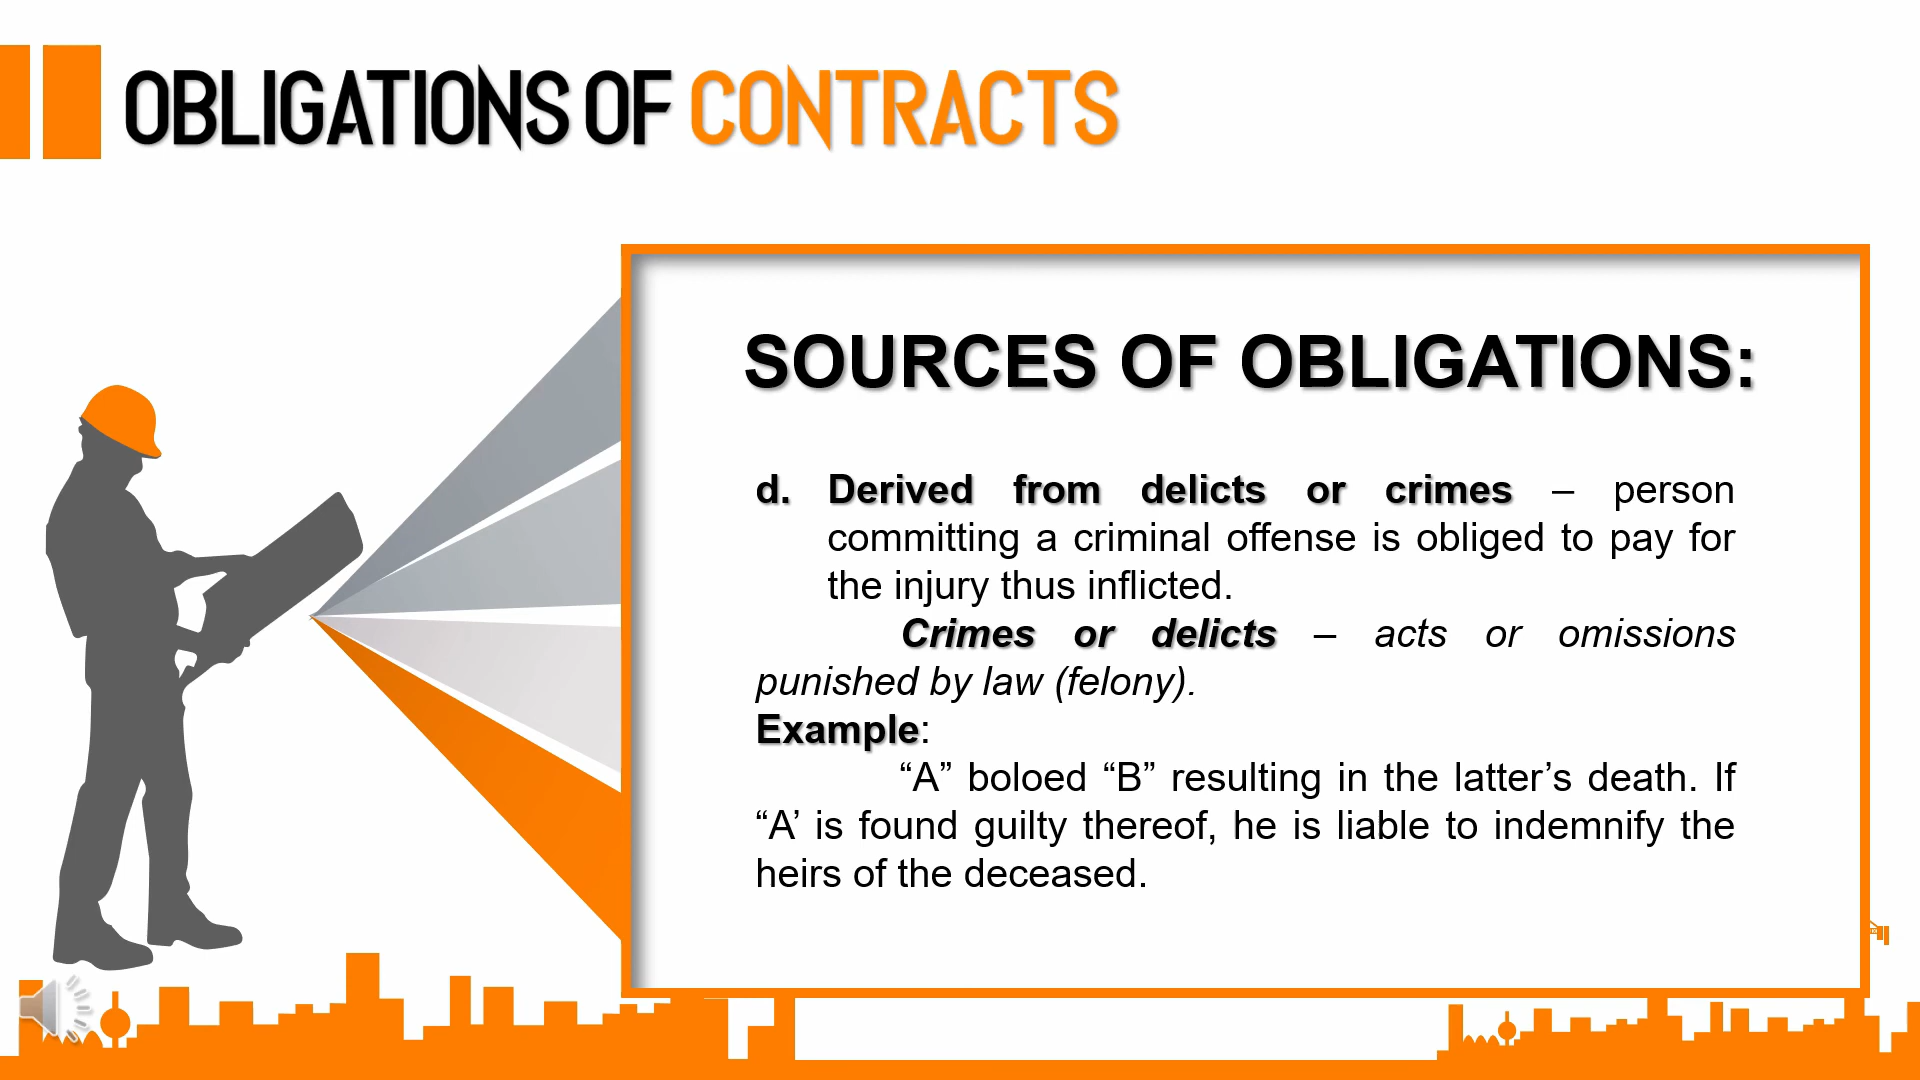 OBLIGATIONS OF CONTRACTS
SOURCES OF OBLIGATIONS:
d. Derived from delicts or crimes – person
committing a criminal offense is obliged to pay for
the injury thus inflicted.
Crimes or delicts – acts or omissions
punished by law (felony).
Example:
“A” boloed “B” resulting in the latter’s death. If
“A’ is found guilty thereof, he is liable to indemnify the
heirs of the deceased.